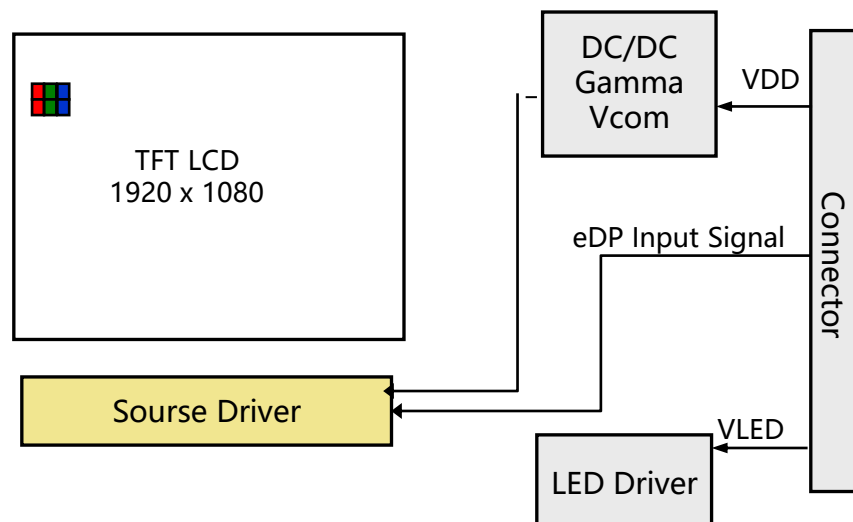 DC/DC
Gamma
Vcom
VDD
TFT LCD
1920 x 1080
eDP Input Signal
Connector
Sourse Driver
VLED
LED Driver